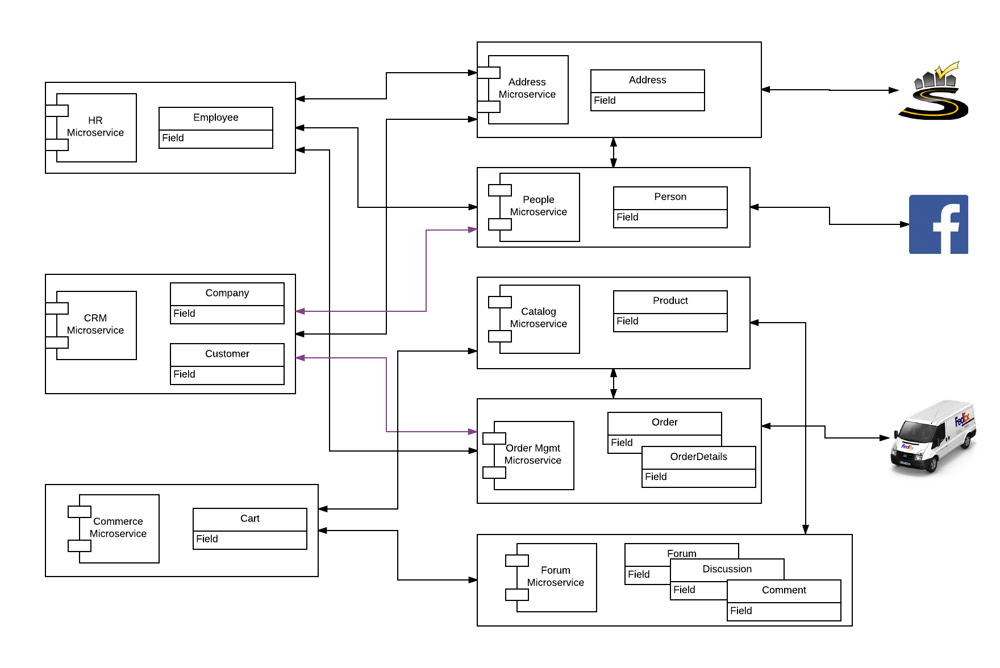 HR
Microservice
Employee
Field
Address
Microservice
Address
Field
People
Microservice
Person
Field
CRM
Microservice
Company
Field
Customer
Field
Catalog
Microservice
Product
Field
Order Mgmt
Microservice
Order
Field
OrderDetails
Field
FedEx
FedEx
Commerce
Microservice
Cart
Field
Forum
Microservice
Forum
Field
Discussion
Field
Comment
Field